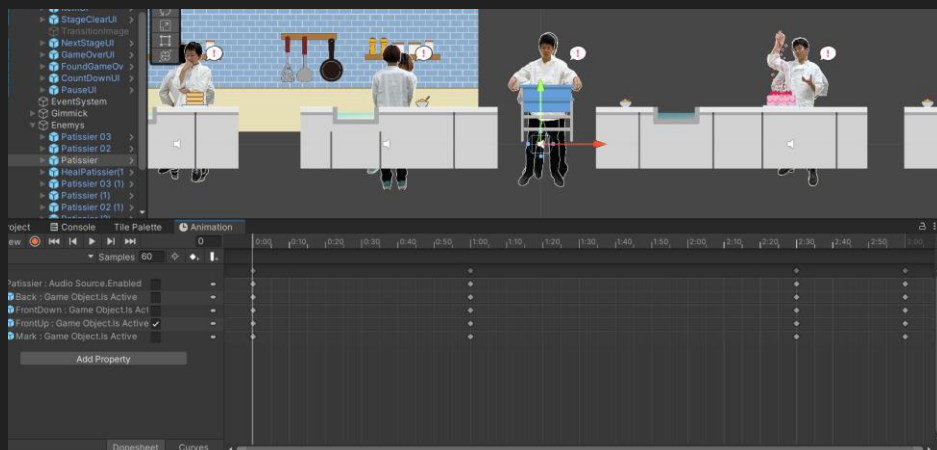 StageClearUI
TransitionImage
NextStageUI
GameOverUI
FoundGameOv
CountDownUI
PauseUI
EventSystem
Gimmick
Enemys
Patissier 03
Patissier 02
Patissier
HealPatissier(1
Patissier 03 (1)
Patissier (1)
Patissier 02 (1)
!
!
!
!
roject Console Tile Palette Animation
ew 0
0:00 0:10 0:20 0:30 0:40 0:50 1:00 1:10 1:20 1:30 1:40 1:50 2:00 2:10 2:20 2:30 2:40 2:50 3:00
Samples 60
Patissier : Audio Source.Enabled
Back : Game Object.Is Active
FrontDown : Game Object.Is Act
FrontUp : Game Object.Is Active
Mark : Game Object.Is Active
Add Property
Dopesheet Curves